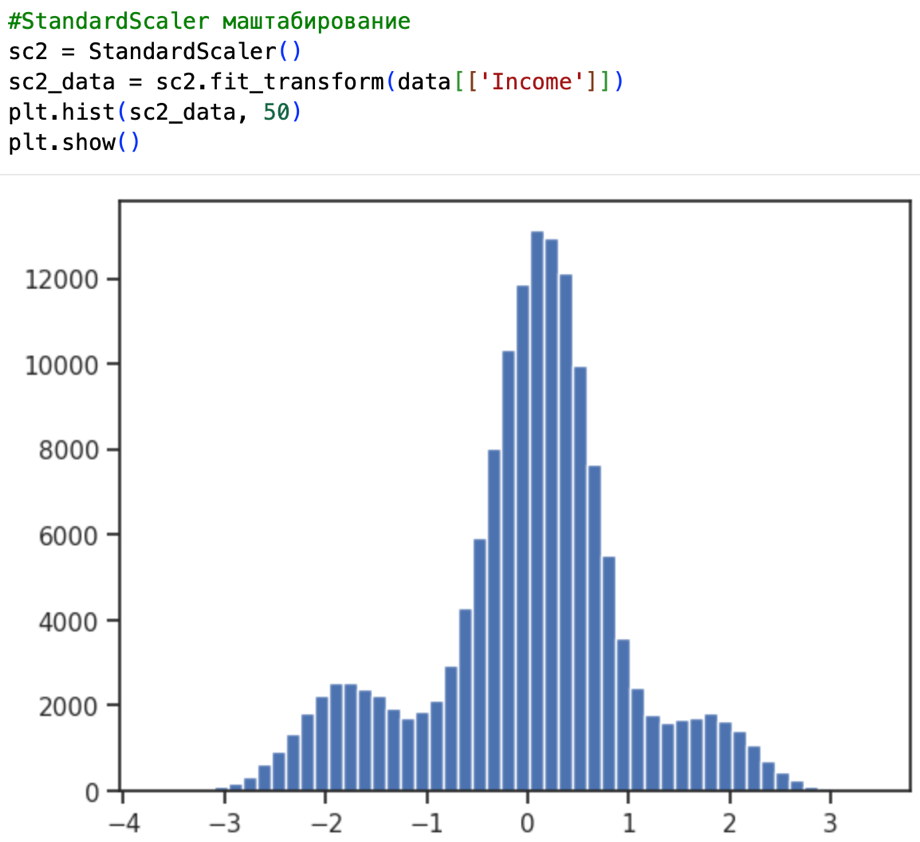 #StandardScaler маштабирование
sc2 = StandardScaler()
sc2_data = sc2.fit_transform(data[['Income']])
plt.hist(sc2_data, 50)
plt.show()
12000
10000
8000
6000
4000
2000
0
−4 −3 −2 −1 0 1 2 3